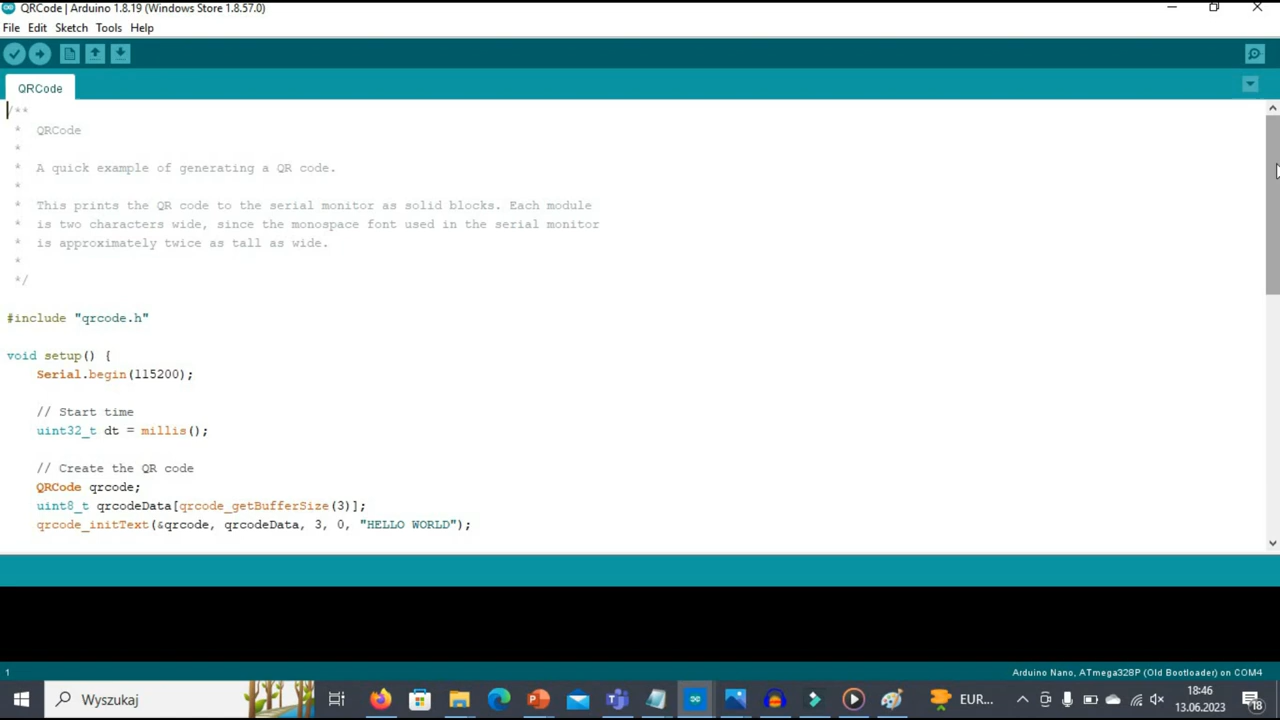 QRCode | Arduino 1.8.19 (Windows Store 1.8.57.0)
File Edit Sketch Tools Help
QRCode
/**
 *  QRCode
 *
 *  A quick example of generating a QR code.
 *
 *  This prints the QR code to the serial monitor as solid blocks. Each module
 *  is two characters wide, since the monospace font used in the serial monitor
 *  is approximately twice as tall as wide.
 *
 */
#include "qrcode.h"
void setup() {
    Serial.begin(115200);
    // Start time
    uint32_t dt = millis();
    // Create the QR code
    QRCode qrcode;
    uint8_t qrcodeData[qrcode_getBufferSize(3)];
    qrcode_initText(&qrcode, qrcodeData, 3, 0, "HELLO WORLD");
1
Arduino Nano, ATmega328P (Old Bootloader) on COM4
Wyszukaj
EUR...
18:46
13.06.2023
18